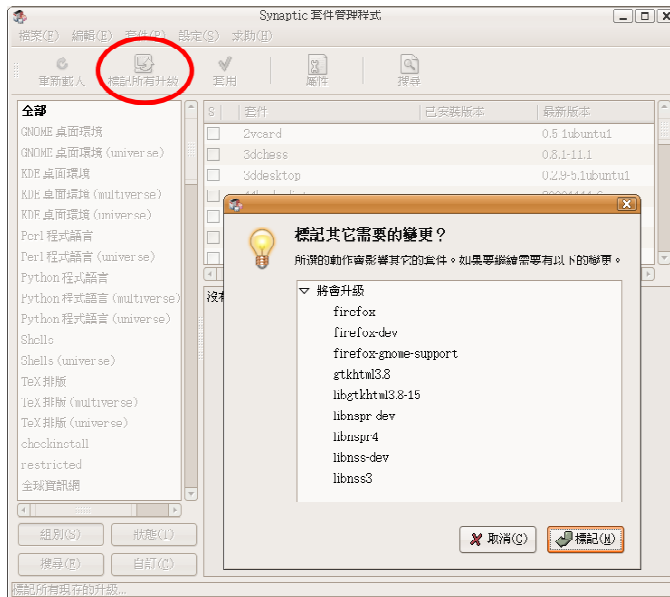 Synaptic 套件管理程式
檔案(F) 編輯(E) 套件(P) 設定(S) 求助(H)
重新載入 標記所有升級 套用 屬性 搜尋
全部
GNOME 桌面環境
GNOME 桌面環境 (universe)
KDE 桌面環境
KDE 桌面環境 (multiverse)
KDE 桌面環境 (universe)
Perl 程式語言
Perl 程式語言 (universe)
Python 程式語言
Python 程式語言 (multiverse)
Python 程式語言 (universe)
Shells
Shells (universe)
TeX 排版
TeX 排版 (multiverse)
TeX 排版 (universe)
checkinstall
restricted
全球資訊網
組別(S) 狀態(T)
搜尋(E) 自訂(C)
S 套件 已安裝版本 最新版本
2vcard 0.5-1ubuntu1
3dchess 0.8.1-11.1
3ddesktop 0.2.9-5.1ubuntu1
沒有
標記其它需要的變更？
所選的動作會影響其它的套件。如果要繼續需要有以下的變更。
將會升級
firefox
firefox-dev
firefox-gnome-support
gtkhtml3.8
libgtkhtml3.8-15
libnspr-dev
libnspr4
libnss-dev
libnss3
取消(C) 標記(M)
標記所有現在的升級...